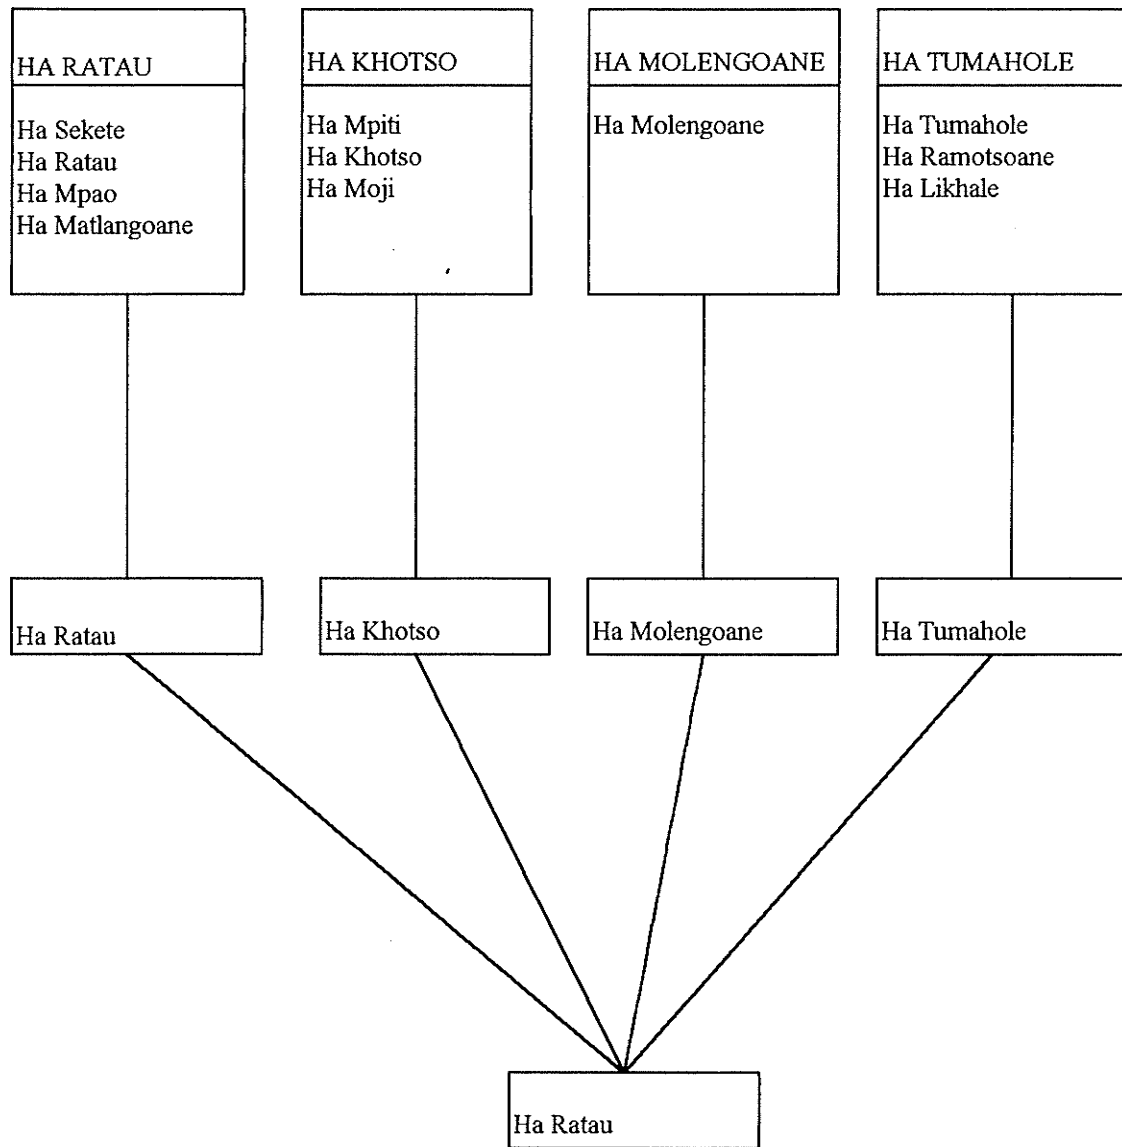 HA RATAU
Ha Sekete
Ha Ratau
Ha Mpao
Ha Matlangoane
HA KHOTSO
Ha Mpiti
Ha Khotso
Ha Moji
HA MOLENGOANE
Ha Molengoane
HA TUMAHOLE
Ha Tumahole
Ha Ramotsoane
Ha Likhale
Ha Ratau
Ha Khotso
Ha Molengoane
Ha Tumahole
Ha Ratau